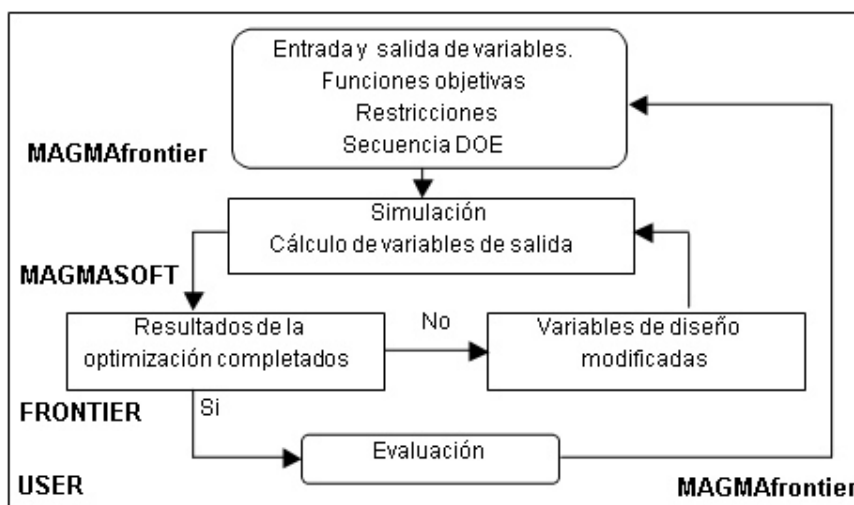 Entrada y salida de variables.
Funciones objetivas
Restricciones
Secuencia DOE
MAGMAfrontier
Simulación
Cálculo de variables de salida
MAGMASOFT
Resultados de la
optimización completados
No
Variables de diseño
modificadas
FRONTIER
Si
Evaluación
USER
MAGMAfrontier